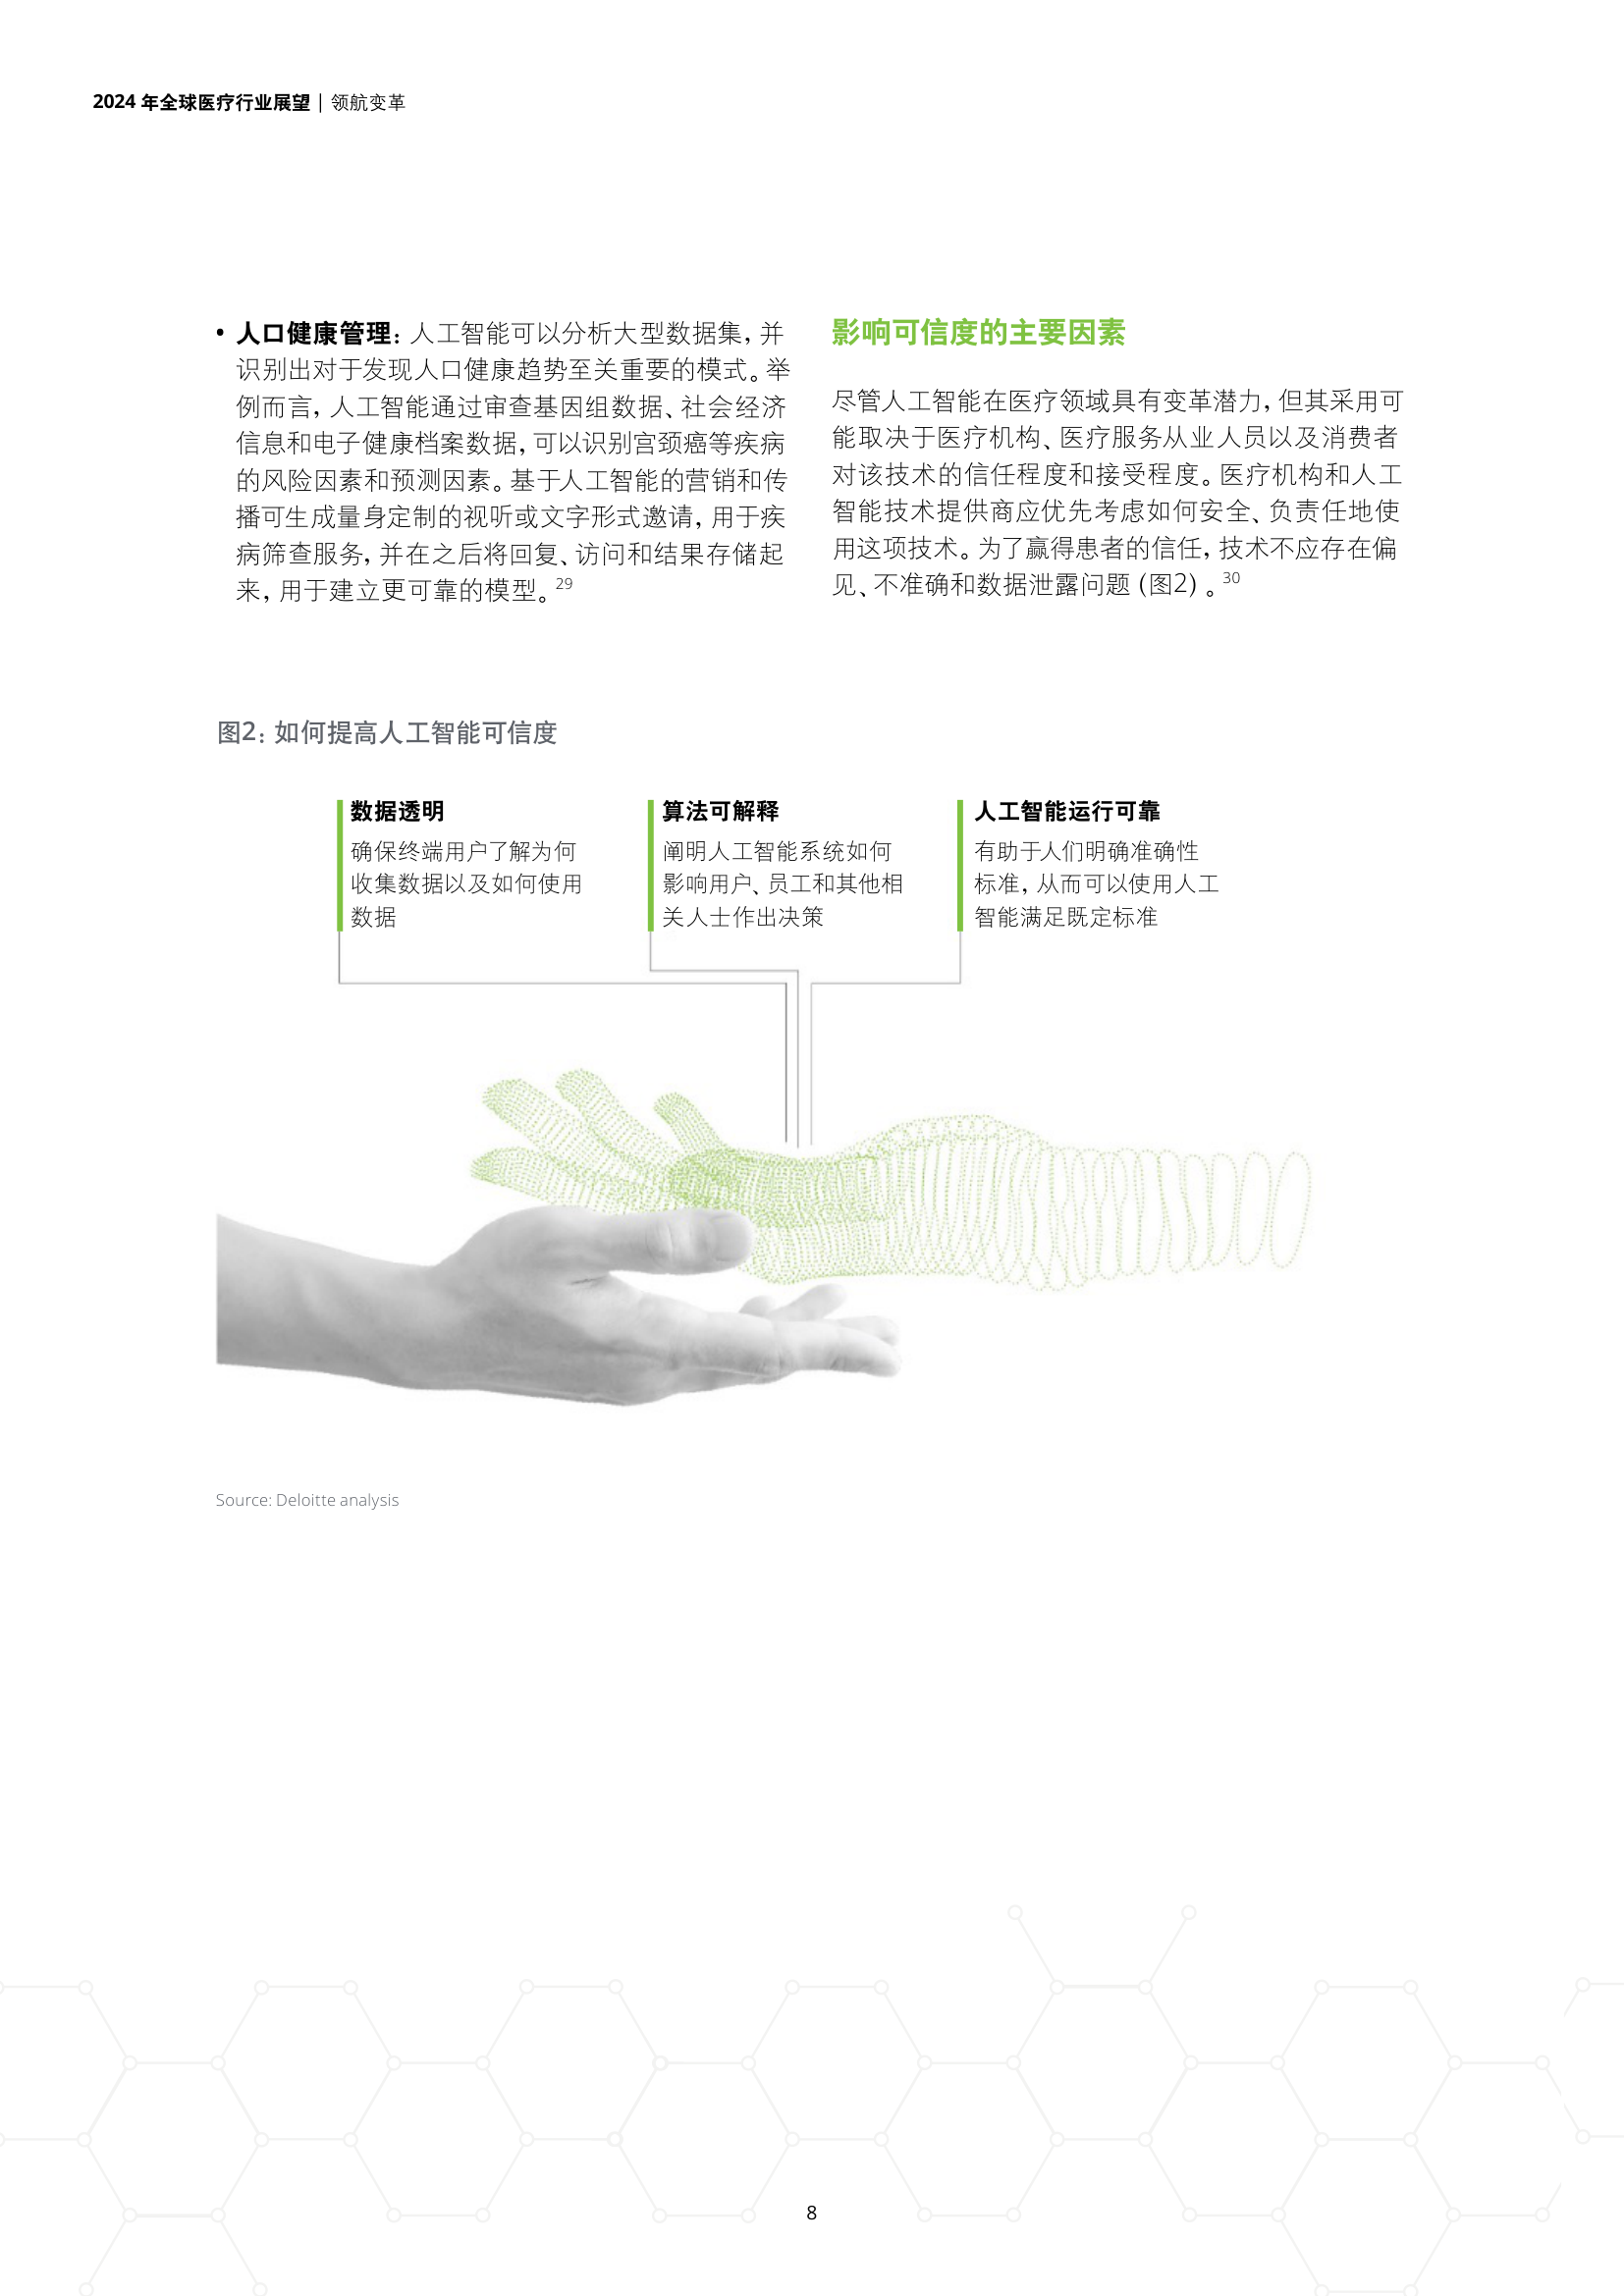 2024 年全球医疗行业展望 | 领航变革
• 人口健康管理：人工智能可以分析大型数据集，并
识别出对于发现人口健康趋势至关重要的模式。举
例而言，人工智能通过审查基因组数据、社会经济
信息和电子健康档案数据，可以识别宫颈癌等疾病
的风险因素和预测因素。基于人工智能的营销和传
播可生成量身定制的视听或文字形式邀请，用于疾
病筛查服务，并在之后将回复、访问和结果存储起
来，用于建立更可靠的模型。29
影响可信度的主要因素
尽管人工智能在医疗领域具有变革潜力，但其采用可
能取决于医疗机构、医疗服务从业人员以及消费者
对该技术的信任程度和接受程度。医疗机构和人工
智能技术提供商应优先考虑如何安全、负责任地使
用这项技术。为了赢得患者的信任，技术不应存在偏
见、不准确和数据泄露问题（图2）。30
图2：如何提高人工智能可信度
数据透明
确保终端用户了解为何
收集数据以及如何使用
数据
算法可解释
阐明人工智能系统如何
影响用户、员工和其他相
关人士作出决策
人工智能运行可靠
有助于人们明确准确性
标准，从而可以使用人工
智能满足既定标准
Source: Deloitte analysis
8